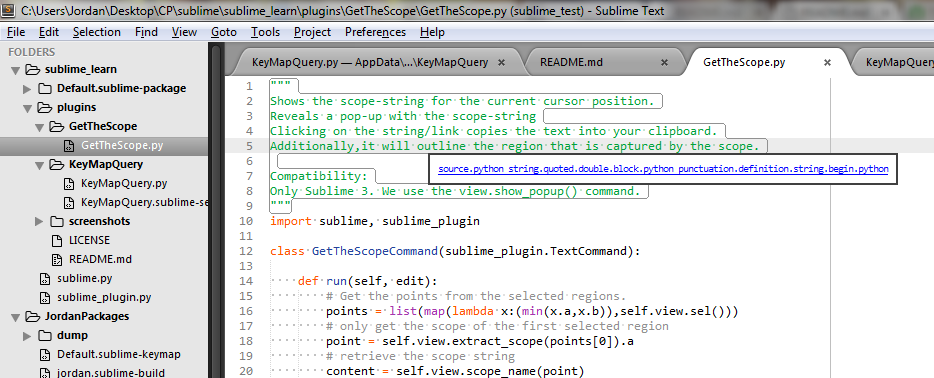 C:\Users\Jordan\Desktop\CP\sublime\sublime_learn\plugins\GetTheScope\GetTheScope.py (sublime_test) - Sublime Text
File Edit Selection Find View Goto Tools Project Preferences Help
FOLDERS
sublime_learn
Default.sublime-package
plugins
GetTheScope
GetTheScope.py
KeyMapQuery
KeyMapQuery.py
KeyMapQuery.sublime-se
screenshots
LICENSE
README.md
sublime.py
sublime_plugin.py
JordanPackages
dump
Default.sublime-keymap
jordan.sublime-build
KeyMapQuery.py — AppData\...\KeyMapQuery × README.md × GetTheScope.py × KeyMapQuery
1 """
2 Shows the scope-string for the current cursor position.
3 Reveals a pop-up with the scope-string
4 Clicking on the string/link copies the text into your clipboard.
5 Additionally,it will outline the region that is captured by the scope.
6
source.python string.quoted.double.block.python punctuation.definition.string.begin.python
7 Compatibility:
8 Only Sublime 3. We use the view.show_popup() command.
9 """
10 import sublime, sublime_plugin
11
12 class GetTheScopeCommand(sublime_plugin.TextCommand):
13
14 ····def run(self, edit):
15 ········# Get the points from the selected regions.
16 ········points = list(map(lambda x:(min(x.a,x.b)),self.view.sel()))
17 ········# only get the scope of the first selected region
18 ········point = self.view.extract_scope(points[0]).a
19 ········# retrieve the scope string
20 ········content = self.view.scope_name(point)